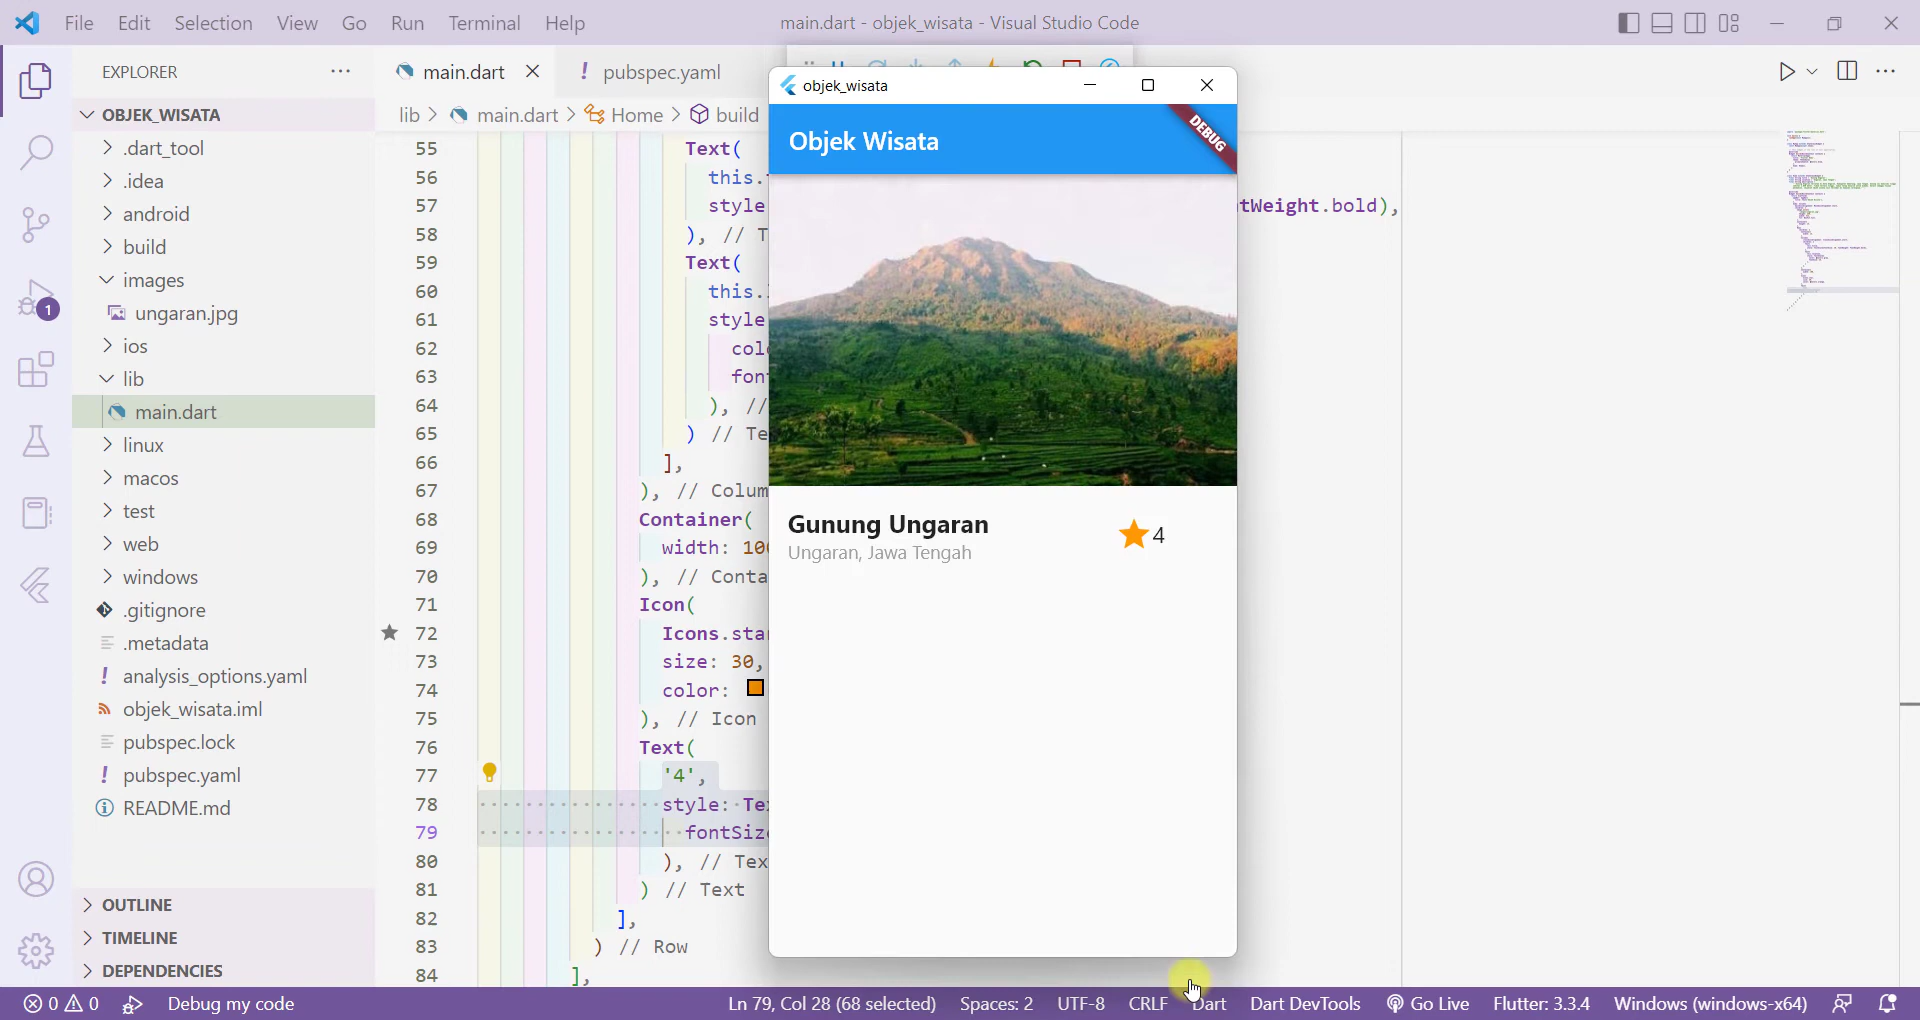 File Edit Selection View Go Run Terminal Help
main.dart - objek_wisata - Visual Studio Code
EXPLORER
OBJEK_WISATA
.dart_tool
.idea
android
build
images
ungaran.jpg
ios
lib
main.dart
linux
macos
test
web
windows
.gitignore
.metadata
analysis_options.yaml
objek_wisata.iml
pubspec.lock
pubspec.yaml
README.md
OUTLINE
TIMELINE
DEPENDENCIES
1
main.dart
pubspec.yaml
lib > main.dart > Home > build
55 Text(
56 this.
57 style tWeight.bold),
58 ), // T
59 Text(
60 this.
61 style
62 col
63 fon
64 ), //
65 ) // Te
66 ],
67 ), // Colum
68 Container(
69 width: 10
70 ), // Conta
71 Icon(
72 Icons.sta
73 size: 30,
74 color:
75 ), // Icon
76 Text(
77 '4',
78 style: Te
79 fontSiz
80 ), // Tex
81 ) // Text
82 ],
83 ) // Row
84 ],
objek_wisata
Objek Wisata
DEBUG
Gunung Ungaran
4
Ungaran, Jawa Tengah
0 0 Debug my code
Ln 79, Col 28 (68 selected) Spaces: 2 UTF-8 CRLF Dart Dart DevTools Go Live Flutter: 3.3.4 Windows (windows-x64)